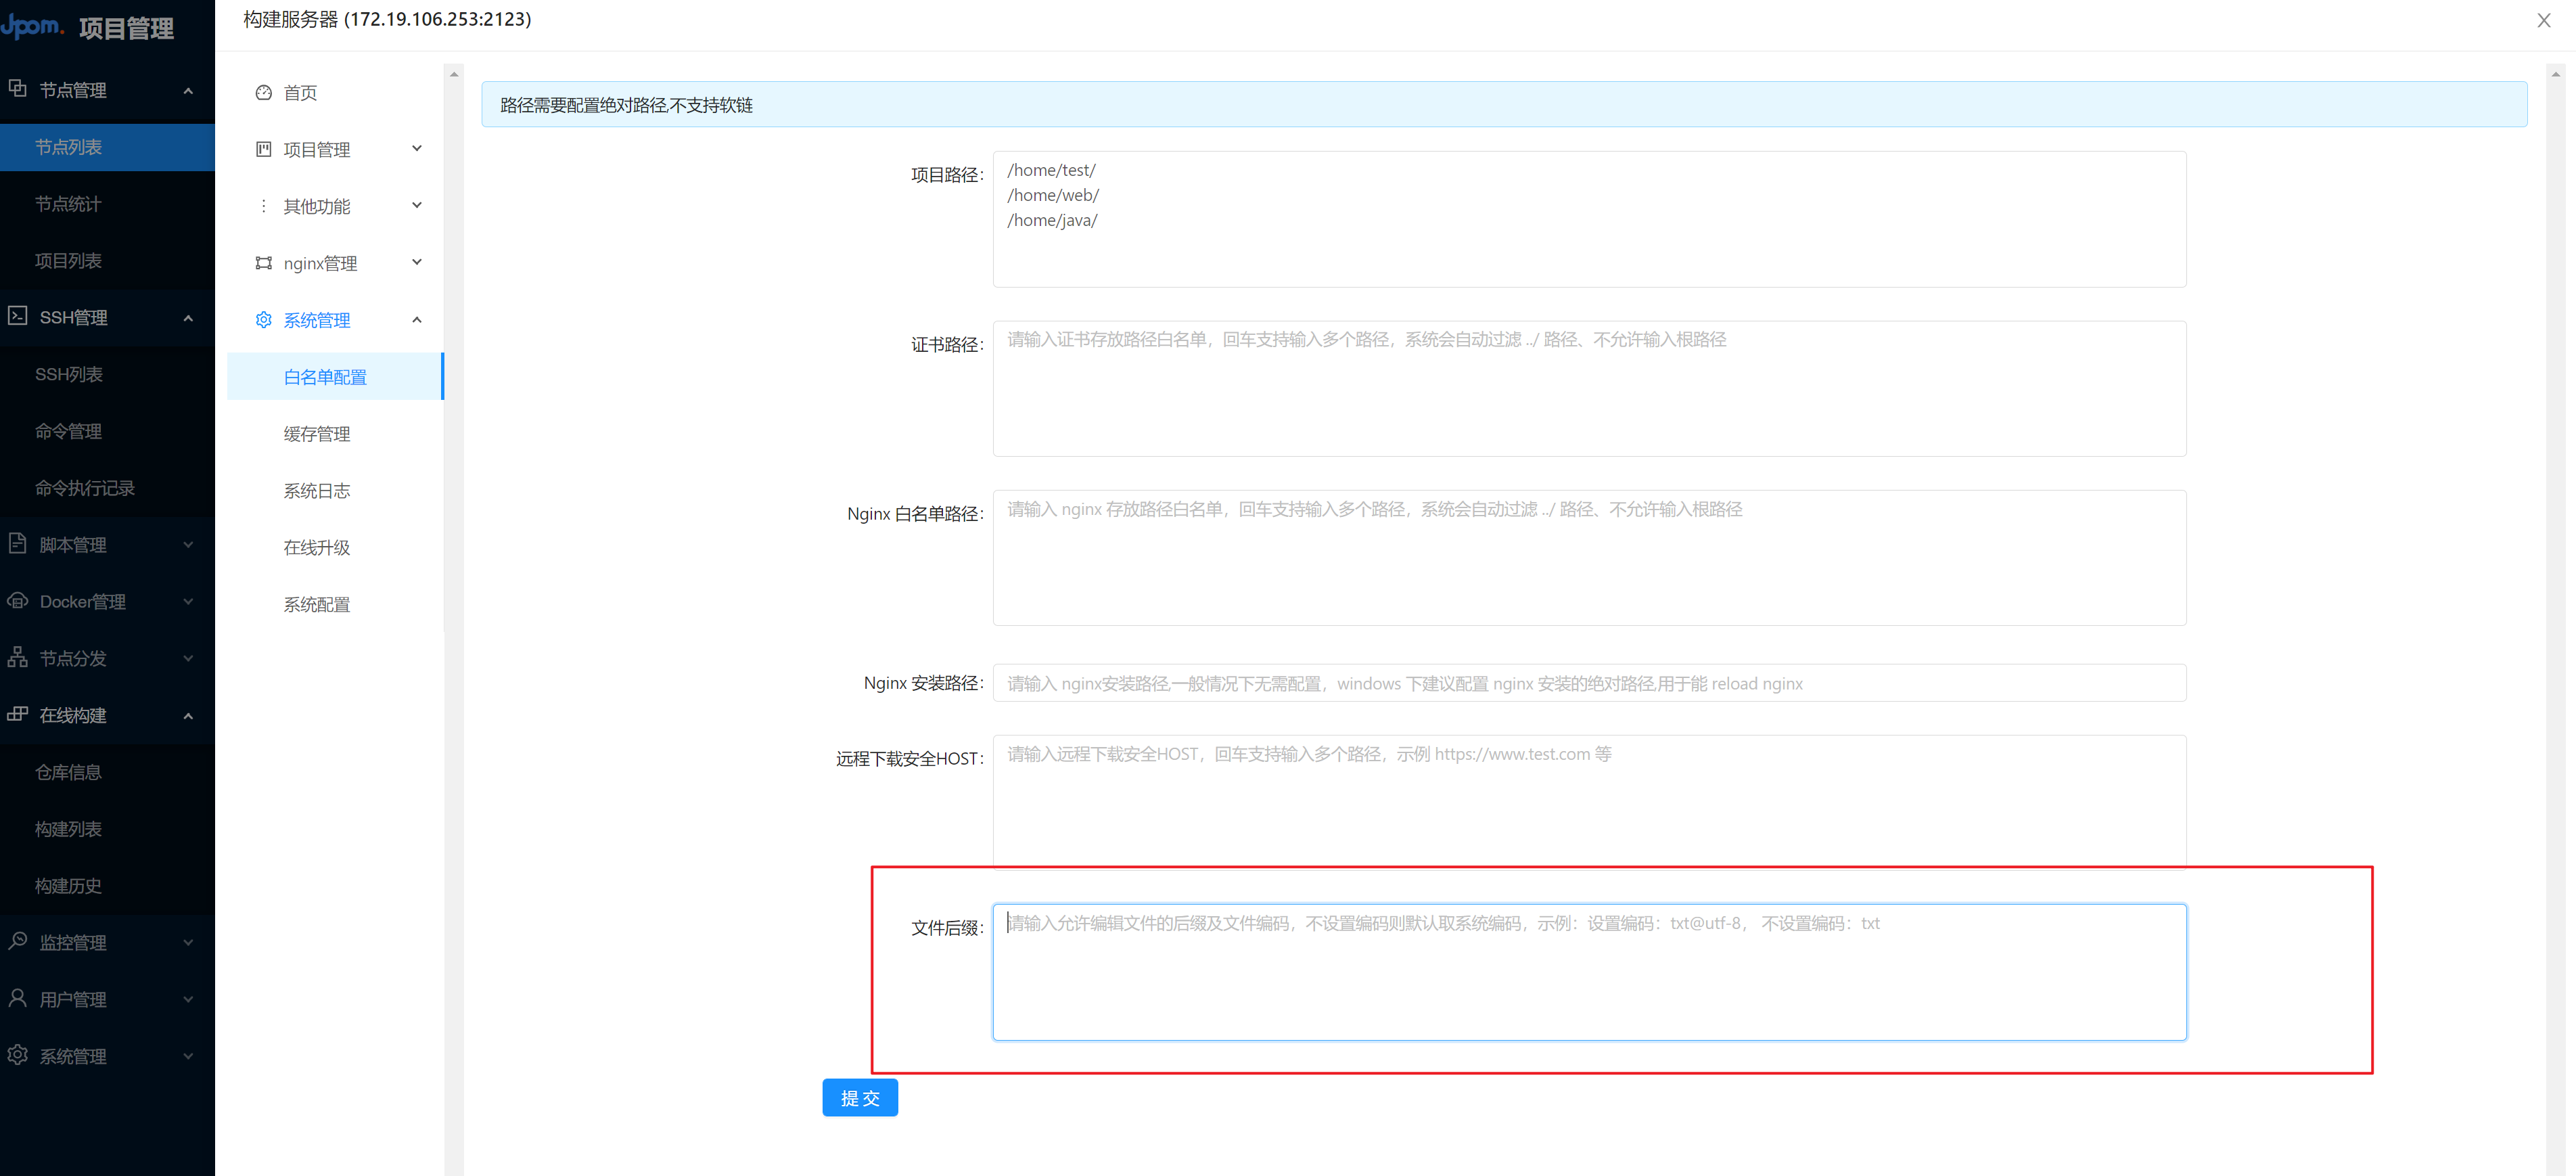 Jpom. 项目管理
节点管理
节点列表
节点统计
项目列表
SSH管理
SSH列表
命令管理
命令执行记录
脚本管理
Docker管理
节点分发
在线构建
仓库信息
构建列表
构建历史
监控管理
用户管理
系统管理
构建服务器 (172.19.106.253:2123)
首页
项目管理
其他功能
nginx管理
系统管理
白名单配置
缓存管理
系统日志
在线升级
系统配置
路径需要配置绝对路径,不支持软链
项目路径:
/home/test/
/home/web/
/home/java/
证书路径:
请输入证书存放路径白名单，回车支持输入多个路径，系统会自动过滤 ../ 路径、不允许输入根路径
Nginx 白名单路径:
请输入 nginx 存放路径白名单，回车支持输入多个路径，系统会自动过滤 ../ 路径、不允许输入根路径
Nginx 安装路径:
请输入 nginx安装路径,一般情况下无需配置，windows 下建议配置 nginx 安装的绝对路径,用于能 reload nginx
远程下载安全HOST:
请输入远程下载安全HOST，回车支持输入多个路径，示例 https://www.test.com 等
文件后缀:
请输入允许编辑文件的后缀及文件编码，不设置编码则默认取系统编码，示例：设置编码：txt@utf-8， 不设置编码：txt
提 交